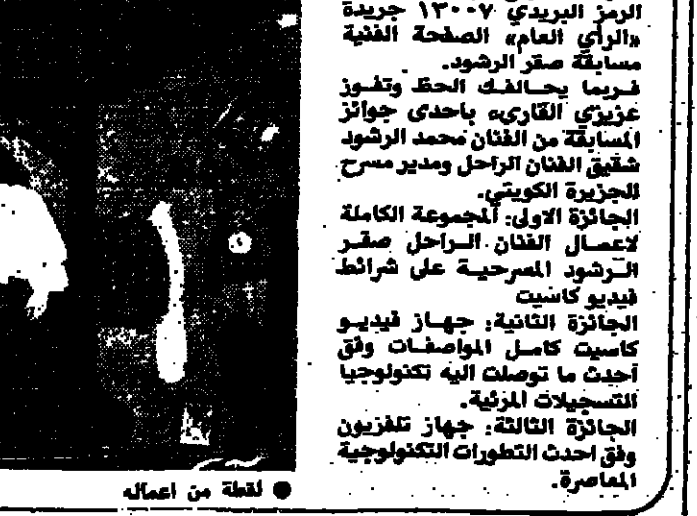 الرمز البريدي ١٣٠٠٧ جريدة
«الرأي العام» الصفحة الفنية
مسابقة صقر الرشود.
فربما يحالفك الحظ وتفوز
عزيزي القارىء باحدى جوائز
المسابقة من الفنان محمد الرشود
شقيق الفنان الراحل ومدير مسرح
الجزيرة الكويتي.
الجائزة الاولى: المجموعة الكاملة
لاعمال الفنان الراحل صقر
الرشود المسرحية على شرائط
فيديو كاسيت
الجائزة الثانية: جهاز فيديو
كاسيت كامل المواصفات وفق
أحدث ما توصلت اليه تكنولوجيا
التسجيلات المرئية.
الجائزة الثالثة: جهاز تلفزيون
وفق احدث التطورات التكنولوجية
المعاصرة.
● لقطة من اعماله